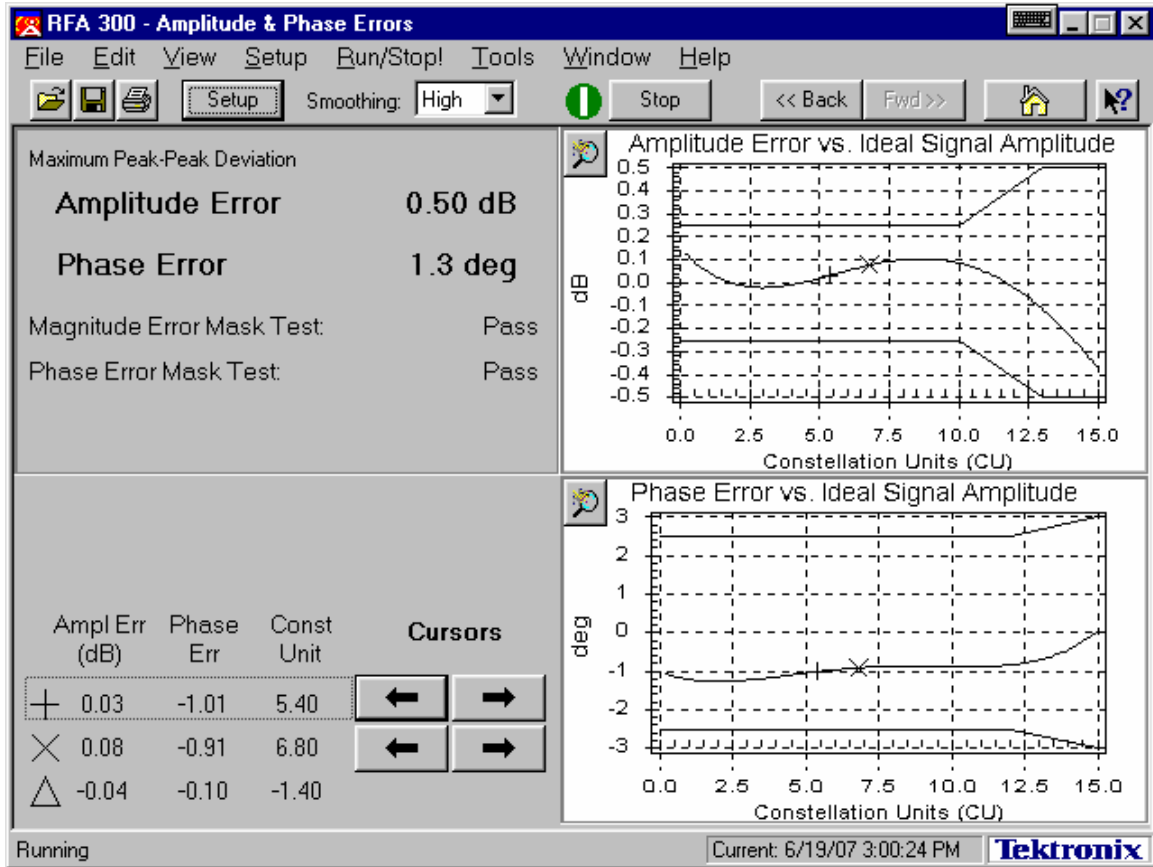 RFA 300 - Amplitude & Phase Errors
File Edit View Setup Run/Stop! Tools Window Help
Setup Smoothing: High Stop << Back Fwd >>
Maximum Peak-Peak Deviation
Amplitude Error 0.50 dB
Phase Error 1.3 deg
Magnitude Error Mask Test: Pass
Phase Error Mask Test: Pass
Amplitude Error vs. Ideal Signal Amplitude
0.5
0.4
0.3
0.2
0.1
0.0
-0.1
-0.2
-0.3
-0.4
-0.5
dB
0.0 2.5 5.0 7.5 10.0 12.5 15.0
Constellation Units (CU)
Phase Error vs. Ideal Signal Amplitude
3
2
1
0
-1
-2
-3
deg
0.0 2.5 5.0 7.5 10.0 12.5 15.0
Constellation Units (CU)
Ampl Err Phase Const
(dB) Err Unit
Cursors
0.03 -1.01 5.40
0.08 -0.91 6.80
-0.04 -0.10 -1.40
Running
Current: 6/19/07 3:00:24 PM
Tektronix